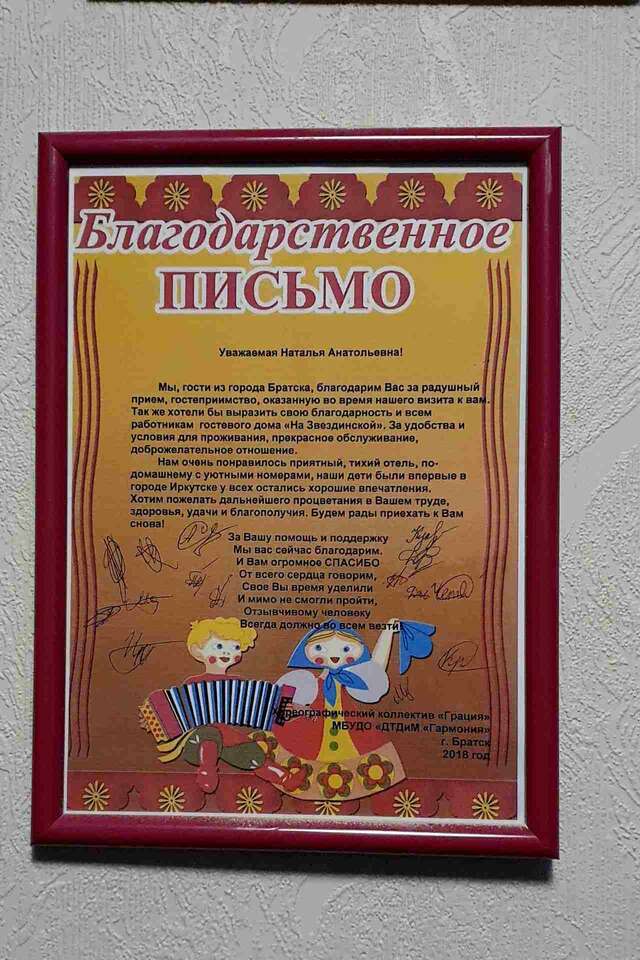 Благодарственное
ПИСЬМО
Уважаемая Наталья Анатольевна!
Мы, гости из города Братска, благодарим Вас за радушный
прием, гостеприимство, оказанную во время нашего визита к вам.
Так же хотели бы выразить свою благодарность и всем
работникам гостевого дома «На Звездинской». За удобства и
условия для проживания, прекрасное обслуживание,
доброжелательное отношение.
Нам очень понравилось приятный, тихий отель, по-
домашнему с уютными номерами, наши дети были впервые в
городе Иркутске у всех остались хорошие впечатления.
Хотим пожелать дальнейшего процветания в Вашем труде,
здоровья, удачи и благополучия. Будем рады приехать к Вам
снова!
За Вашу помощь и поддержку
Мы вас сейчас благодарим.
И Вам огромное СПАСИБО
От всего сердца говорим,
Свое Вы время уделили
И мимо не смогли пройти,
Отзывчивому человеку
Всегда должно во всем везти
Хореографический коллектив «Грация»
МБУДО «ДТДиМ «Гармония»
г. Братск
2018 год